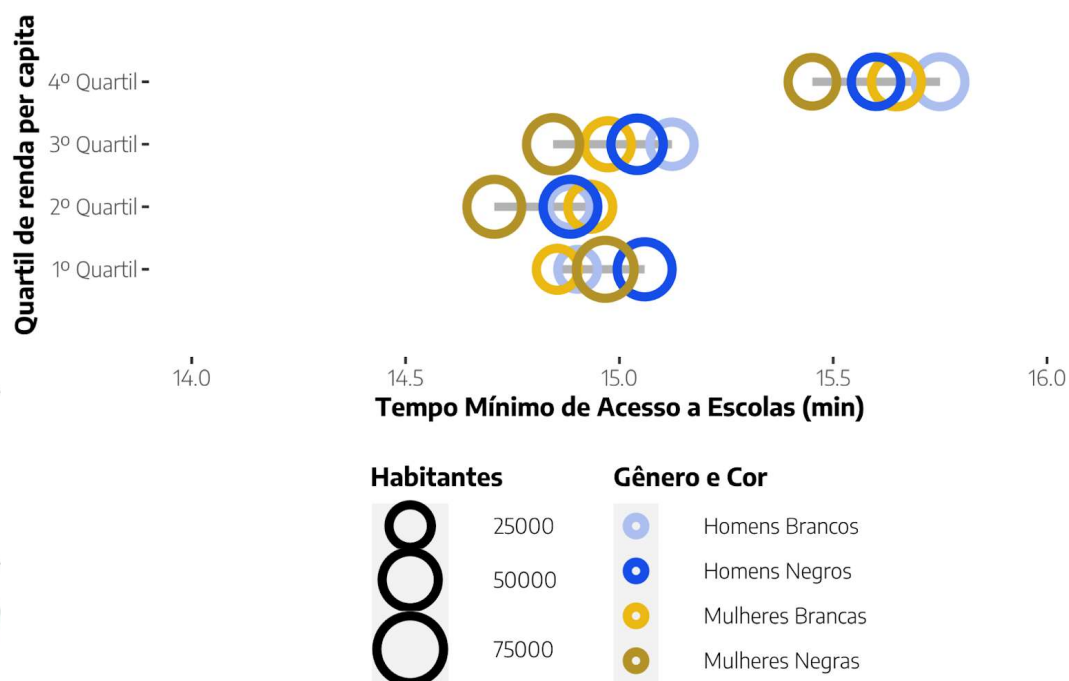 Quartil de renda per capita
4º Quartil
3º Quartil
2º Quartil
1º Quartil
14.0 14.5 15.0 15.5 16.0
Tempo Mínimo de Acesso a Escolas (min)
Habitantes
25000
50000
75000
Gênero e Cor
Homens Brancos
Homens Negros
Mulheres Brancas
Mulheres Negras